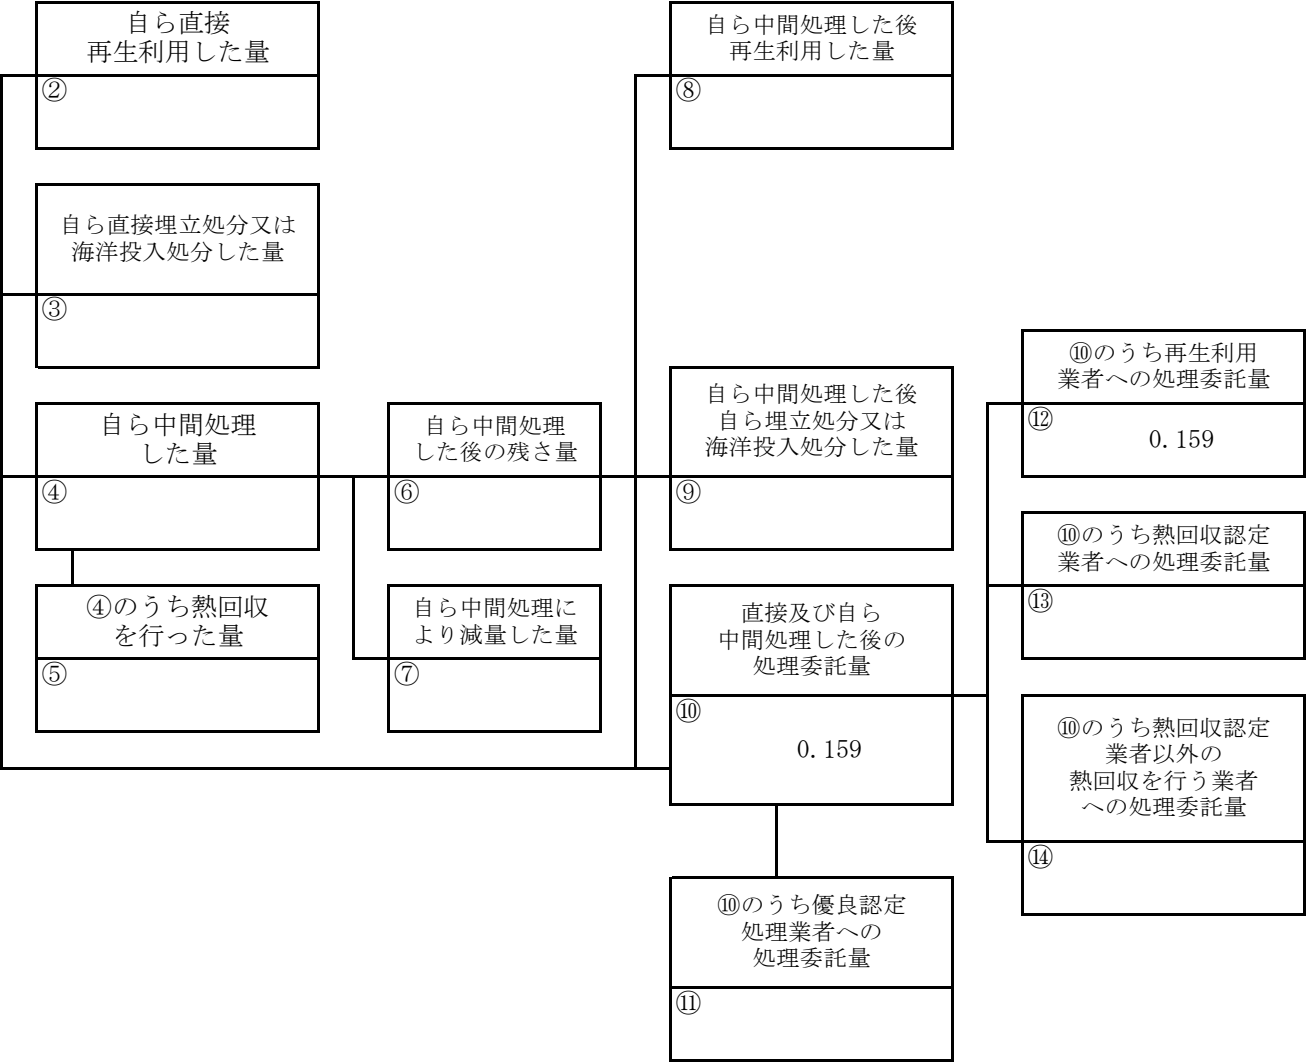 自ら直接
再生利用した量
②
自ら直接埋立処分又は
海洋投入処分した量
③
自ら中間処理
した量
④
④のうち熱回収
を行った量
⑤
自ら中間処理
した後の残さ量
⑥
自ら中間処理に
より減量した量
⑦
自ら中間処理した後
再生利用した量
⑧
自ら中間処理した後
自ら埋立処分又は
海洋投入処分した量
⑨
直接及び自ら
中間処理した後の
処理委託量
⑩
0.159
⑩のうち優良認定
処理業者への
処理委託量
⑪
⑩のうち再生利用
業者への処理委託量
⑫
0.159
⑩のうち熱回収認定
業者への処理委託量
⑬
⑩のうち熱回収認定
業者以外の
熱回収を行う業者
への処理委託量
⑭